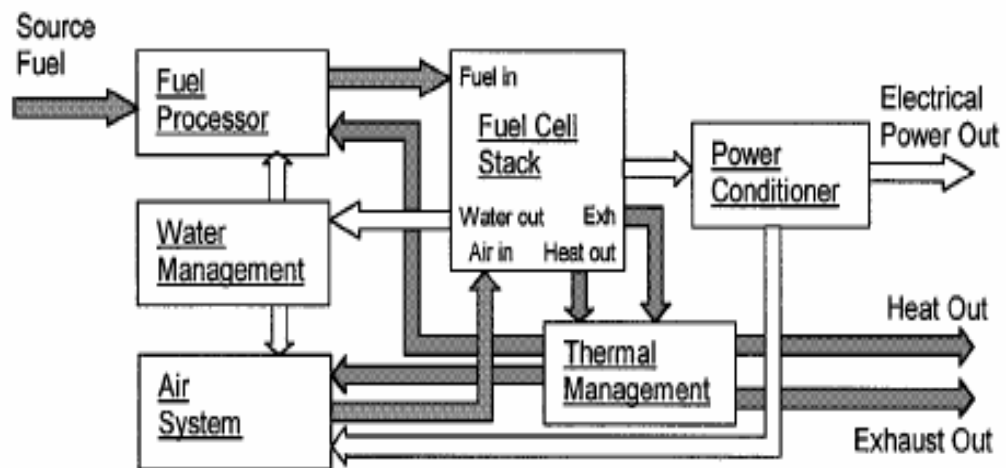 Source
Fuel
Fuel
Processor
Fuel in
Fuel Cell
Stack
Water out
Exh
Air in
Heat out
Power
Conditioner
Electrical
Power Out
Water
Management
Air
System
Thermal
Management
Heat Out
Exhaust Out